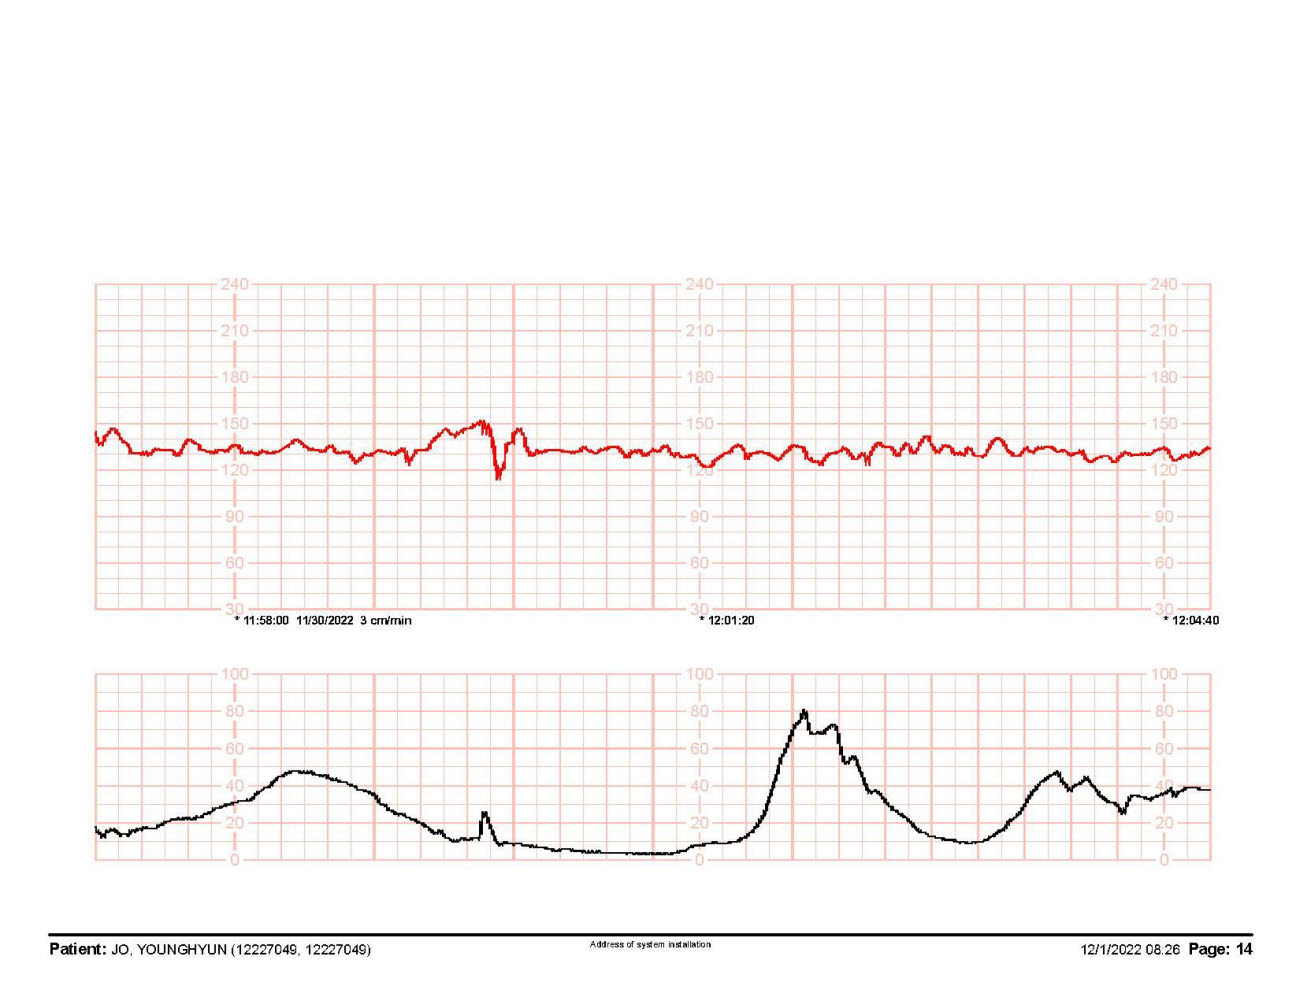 240 240 240
210 210 210
180 180 180
150 150 150
120 120 120
90 90 90
60 60 60
30 30 30
* 11:58:00 11/30/2022 3 cm/min * 12:01:20 * 12:04:40
100 100 100
80 80 80
60 60 60
40 40 40
20 20 20
0 0 0
Patient: JO, YOUNGHYUN (12227049, 12227049) Address of system installation 12/1/2022 08:26 Page: 14